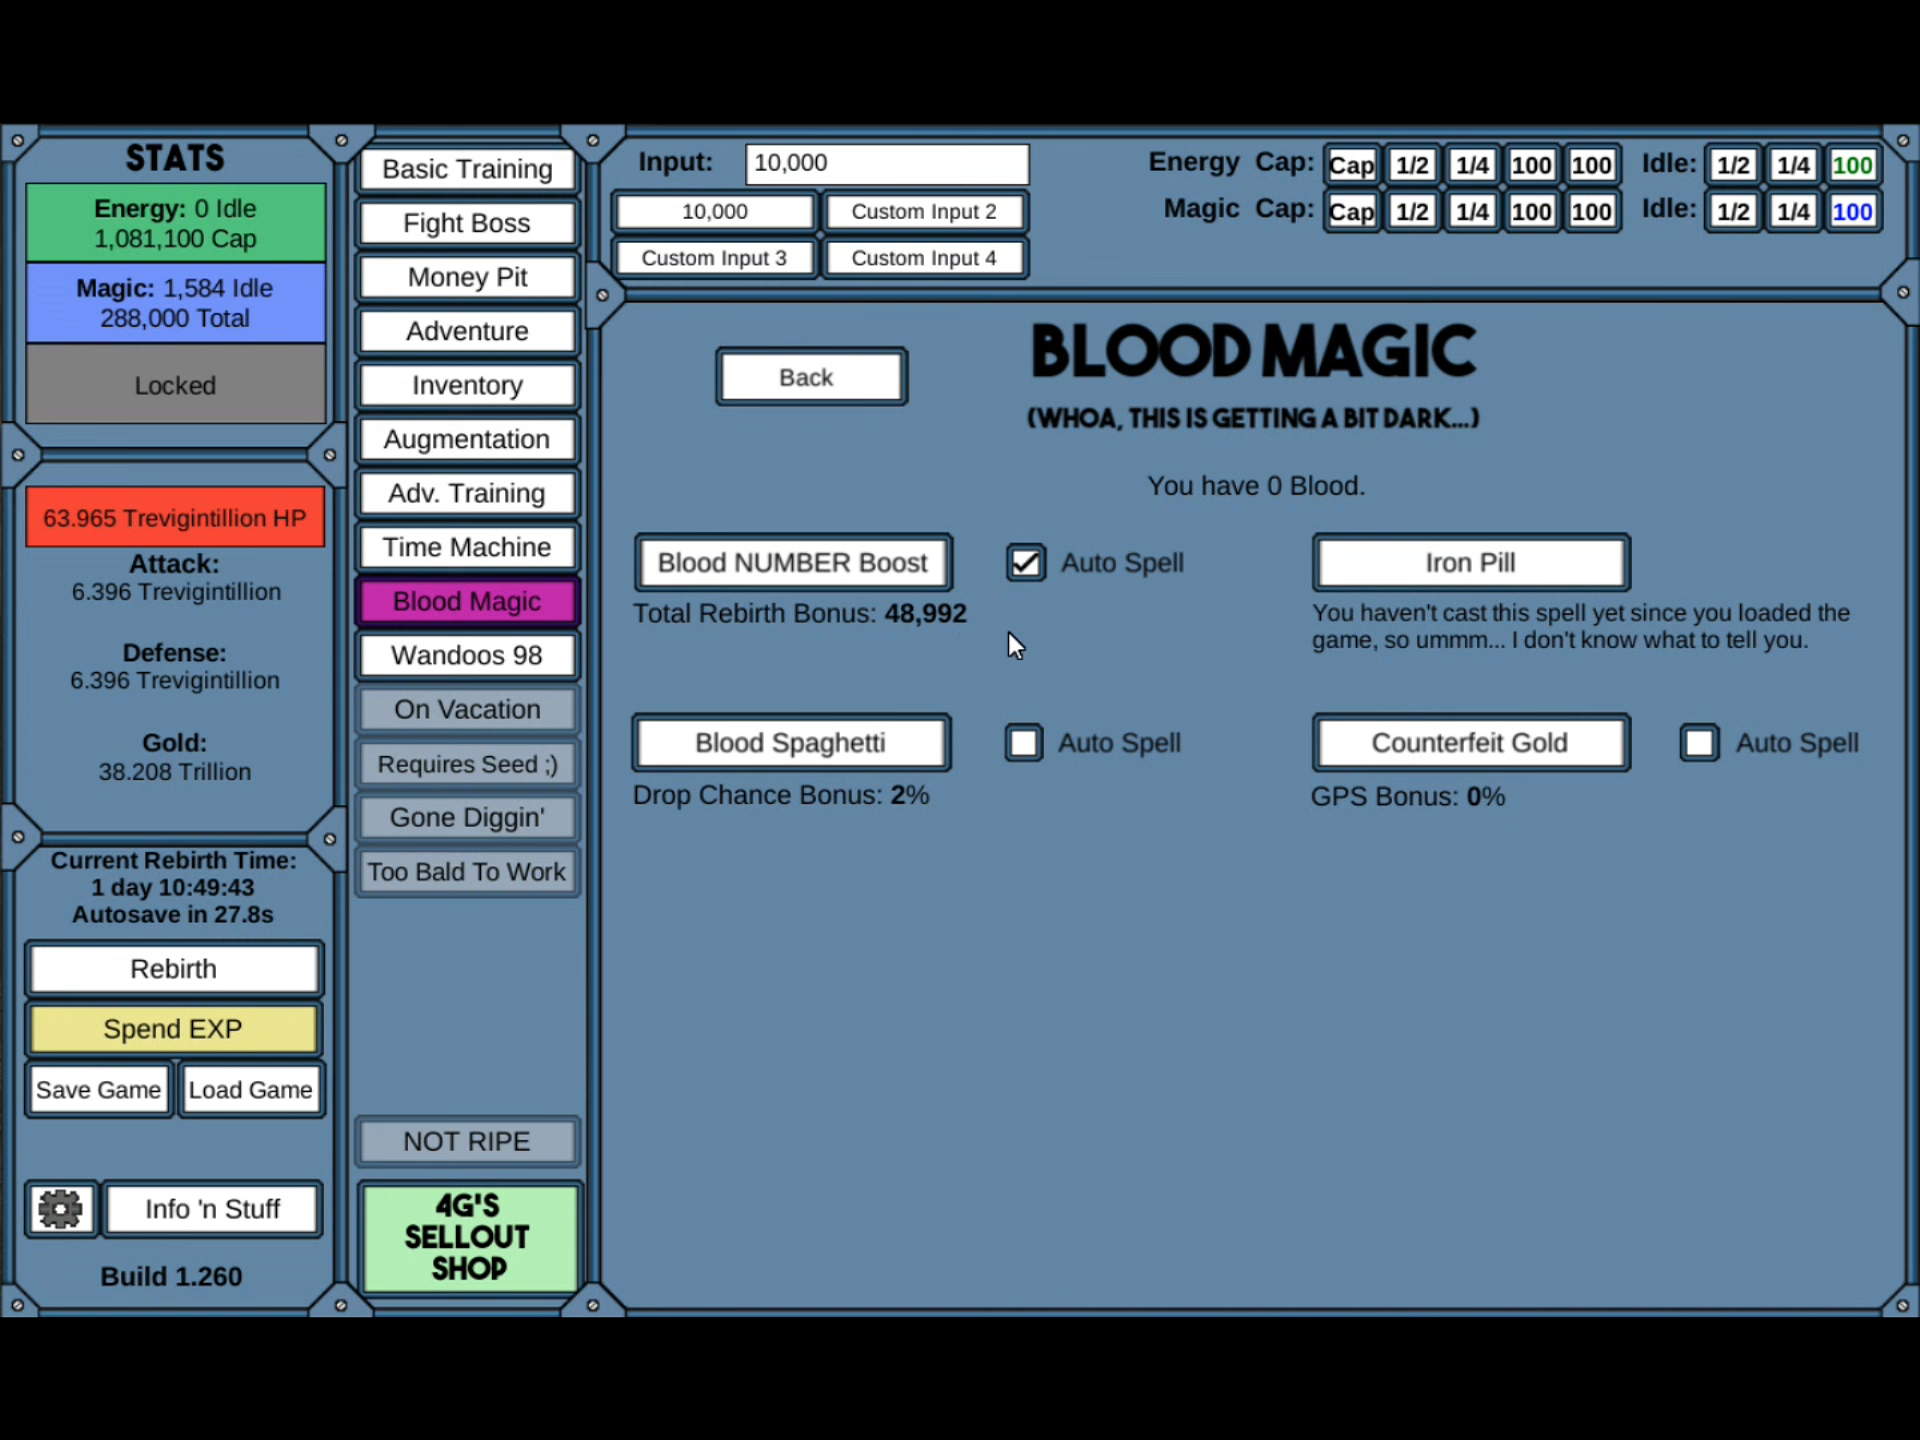 STATS
Energy: 0 Idle
1,081,100 Cap
Magic: 1,584 Idle
288,000 Total
Locked
63.965 Trevigintillion HP
Attack:
6.396 Trevigintillion
Defense:
6.396 Trevigintillion
Gold:
38.208 Trillion
Current Rebirth Time:
1 day 10:49:43
Autosave in 27.8s
Rebirth
Spend EXP
Save Game
Load Game
Info 'n Stuff
Build 1.260
Basic Training
Fight Boss
Money Pit
Adventure
Inventory
Augmentation
Adv. Training
Time Machine
Blood Magic
Wandoos 98
On Vacation
Requires Seed ;)
Gone Diggin'
Too Bald To Work
NOT RIPE
4G'S
SELLOUT
SHOP
Input: 10,000
10,000 Custom Input 2
Custom Input 3 Custom Input 4
Energy Cap: Cap 1/2 1/4 100 100 Idle: 1/2 1/4 100
Magic Cap: Cap 1/2 1/4 100 100 Idle: 1/2 1/4 100
Back
BLOOD MAGIC
(WHOA, THIS IS GETTING A BIT DARK...)
You have 0 Blood.
Blood NUMBER Boost Auto Spell
Total Rebirth Bonus: 48,992
Iron Pill
You haven't cast this spell yet since you loaded the
game, so ummm... I don't know what to tell you.
Blood Spaghetti Auto Spell
Drop Chance Bonus: 2%
Counterfeit Gold Auto Spell
GPS Bonus: 0%